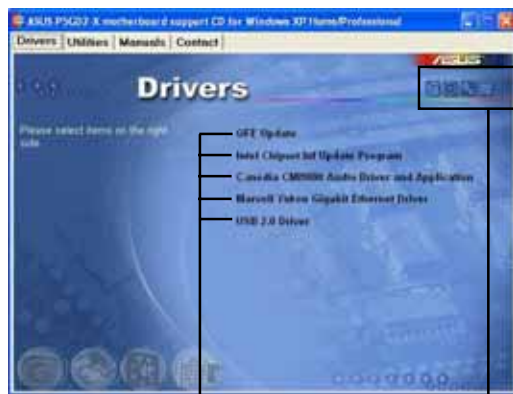 ASUS P5GD2-X motherboard support CD for Windows XP Home/Professional
Drivers Utilities Manuals Contact
Drivers
Please select items on the right
side
Intel Chipset Inf Update Program
C-media CMI9880 Audio Driver and Application
Marvell Yukon Gigabit Ethernet Driver
USB 2.0 Driver